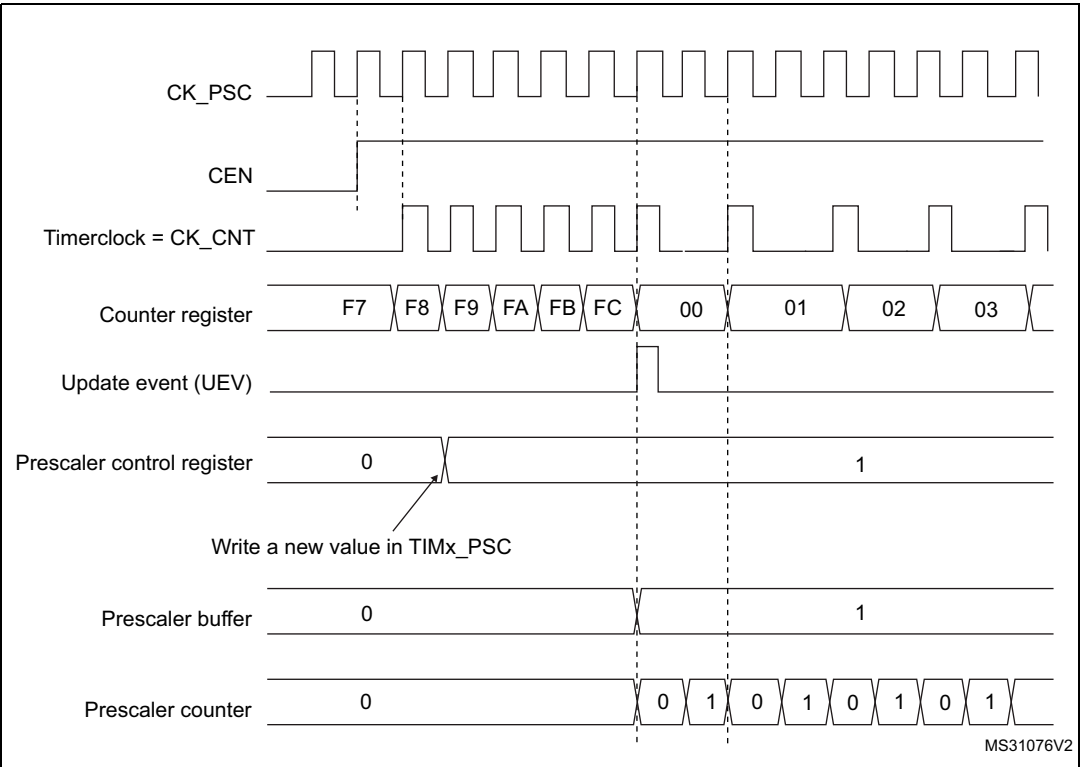 CK_PSC
CEN
Timerclock = CK_CNT
Counter register F7 F8 F9 FA FB FC 00 01 02 03
Update event (UEV)
Prescaler control register 0 1
Write a new value in TIMx_PSC
Prescaler buffer 0 1
Prescaler counter 0 0 1 0 1 0 1 0 1
MS31076V2